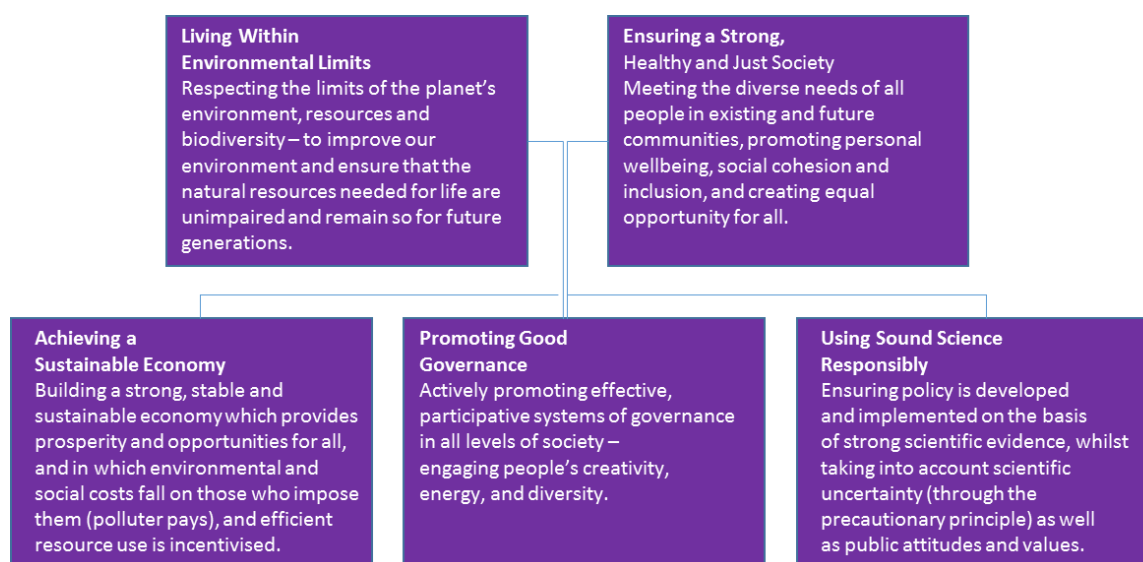 Living Within
Environmental Limits
Respecting the limits of the planet’s
environment, resources and
biodiversity – to improve our
environment and ensure that the
natural resources needed for life are
unimpaired and remain so for future
generations.
Ensuring a Strong,
Healthy and Just Society
Meeting the diverse needs of all
people in existing and future
communities, promoting personal
wellbeing, social cohesion and
inclusion, and creating equal
opportunity for all.
Achieving a
Sustainable Economy
Building a strong, stable and
sustainable economy which provides
prosperity and opportunities for all,
and in which environmental and
social costs fall on those who impose
them (polluter pays), and efficient
resource use is incentivised.
Promoting Good
Governance
Actively promoting effective,
participative systems of governance
in all levels of society –
engaging people’s creativity,
energy, and diversity.
Using Sound Science
Responsibly
Ensuring policy is developed
and implemented on the basis
of strong scientific evidence, whilst
taking into account scientific
uncertainty (through the
precautionary principle) as well
as public attitudes and values.